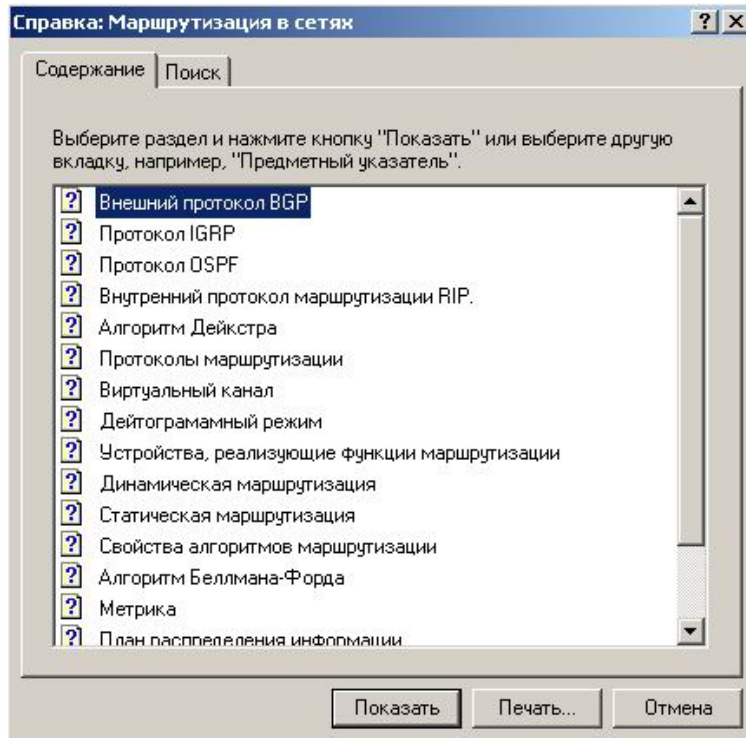 Справка: Маршрутизация в сетях
Содержание
Поиск
Выберите раздел и нажмите кнопку "Показать" или выберите другую
вкладку, например, "Предметный указатель".
Внешний протокол BGP
Протокол IGRP
Протокол OSPF
Внутренний протокол маршрутизации RIP.
Алгоритм Дейкстра
Протоколы маршрутизации
Виртуальный канал
Дейтограмамный режим
Устройства, реализующие функции маршрутизации
Динамическая маршрутизация
Статическая маршрутизация
Свойства алгоритмов маршрутизации
Алгоритм Беллмана-Форда
Метрика
План распределения информации
Показать
Печать...
Отмена